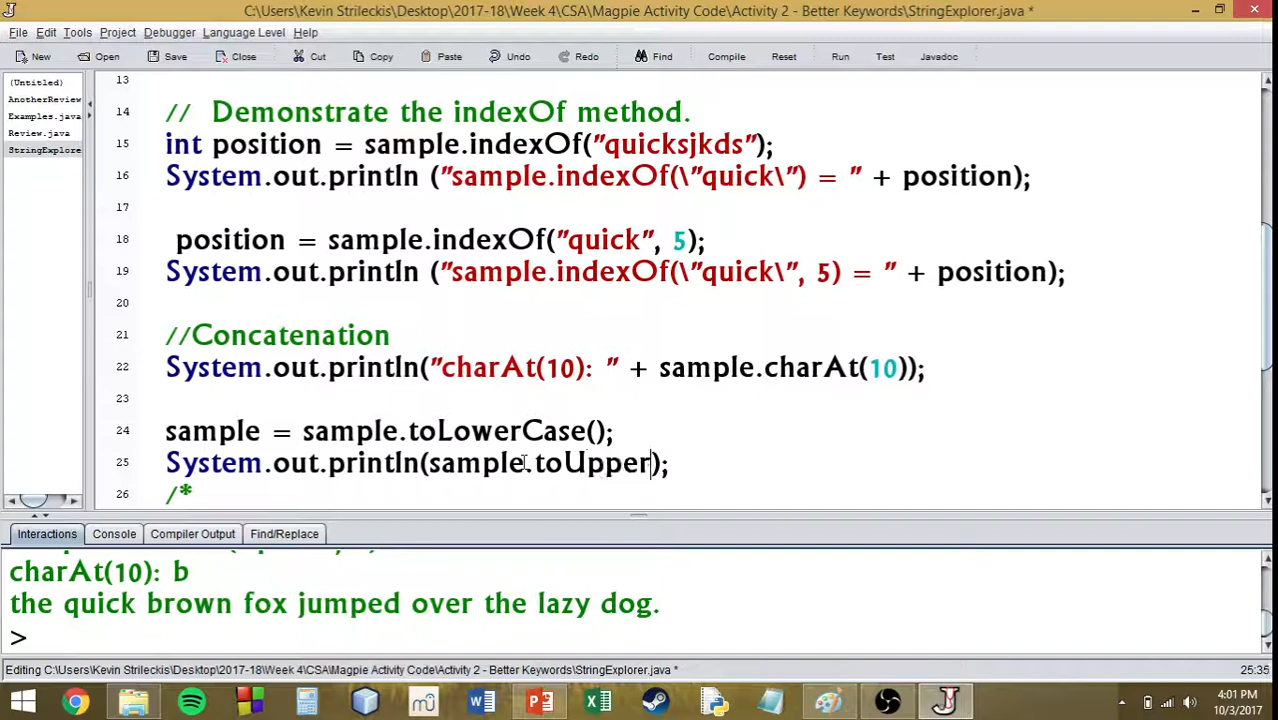 C:\Users\Kevin Strileckis\Desktop\2017-18\Week 4\CSA\Magpie Activity Code\Activity 2 - Better Keywords\StringExplorer.java *
File Edit Tools Project Debugger Language Level Help
New Open Save Close Cut Copy Paste Undo Redo Find Compile Reset Run Test Javadoc
(Untitled)
AnotherReview
Examples.java
Review.java
StringExplore
13
14 // Demonstrate the indexOf method.
15 int position = sample.indexOf("quicksjkds");
16 System.out.println ("sample.indexOf(\"quick\") = " + position);
17
18 position = sample.indexOf("quick", 5);
19 System.out.println ("sample.indexOf(\"quick\", 5) = " + position);
20
21 //Concatenation
22 System.out.println("charAt(10): " + sample.charAt(10));
23
24 sample = sample.toLowerCase();
25 System.out.println(sample.toUpper);
26 /*
Interactions Console Compiler Output Find/Replace
charAt(10): b
the quick brown fox jumped over the lazy dog.
>
Editing C:\Users\Kevin Strileckis\Desktop\2017-18\Week 4\CSA\Magpie Activity Code\Activity 2 - Better Keywords\StringExplorer.java * 25:35
4:01 PM
10/3/2017